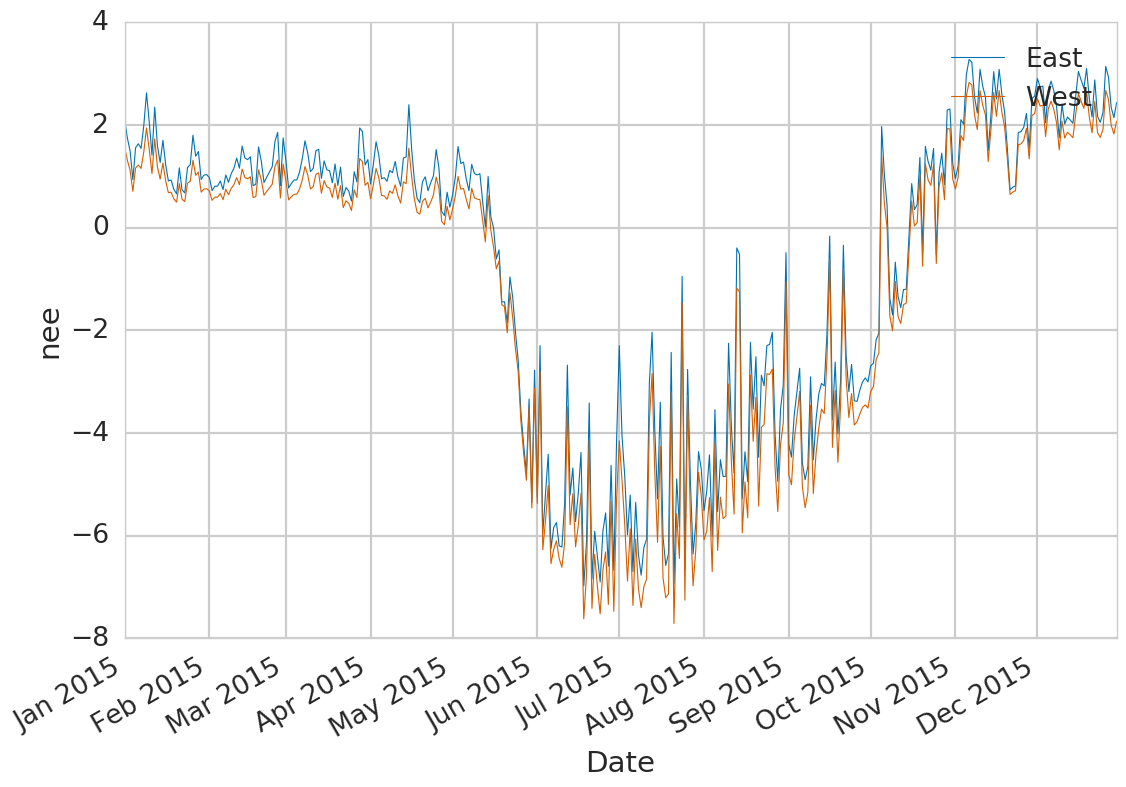 4
2
0
−2
−4
−6
−8
nee
East
West
Jan 2015
Feb 2015
Mar 2015
Apr 2015
May 2015
Jun 2015
Jul 2015
Aug 2015
Sep 2015
Oct 2015
Nov 2015
Dec 2015
Date